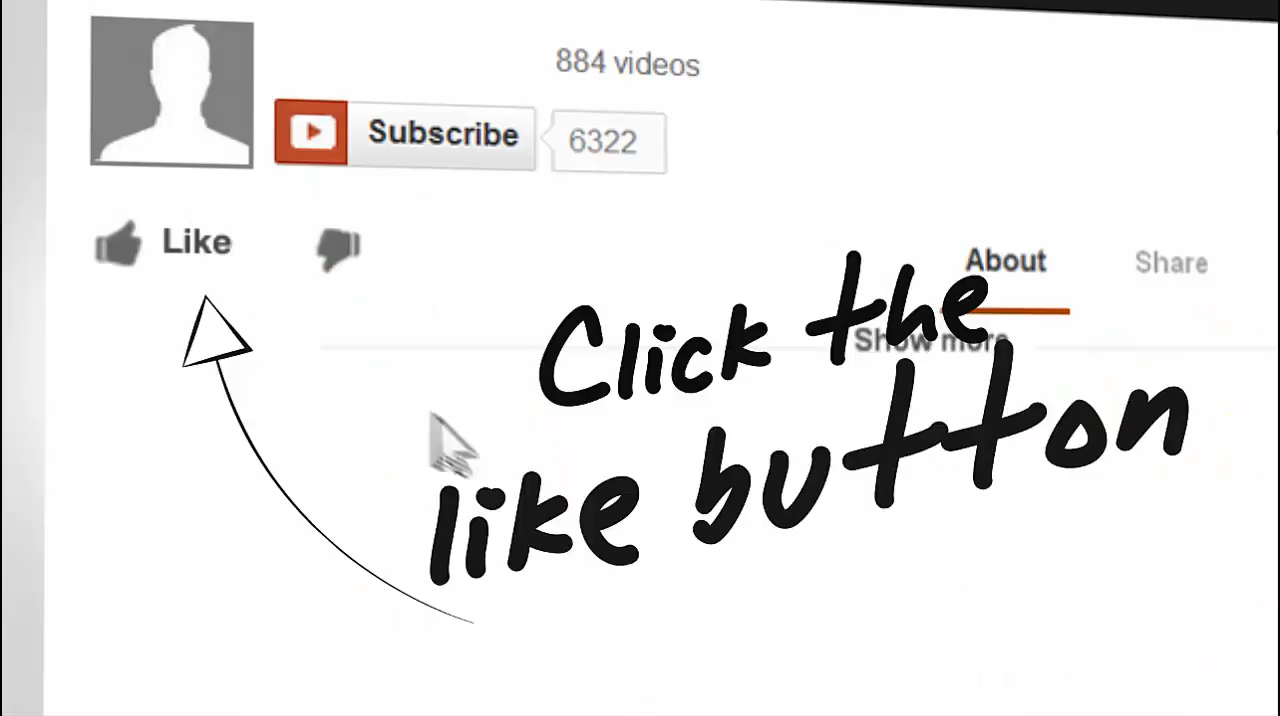 884 videos
Subscribe
6322
Like
About
Share
Show more
Click the
like button